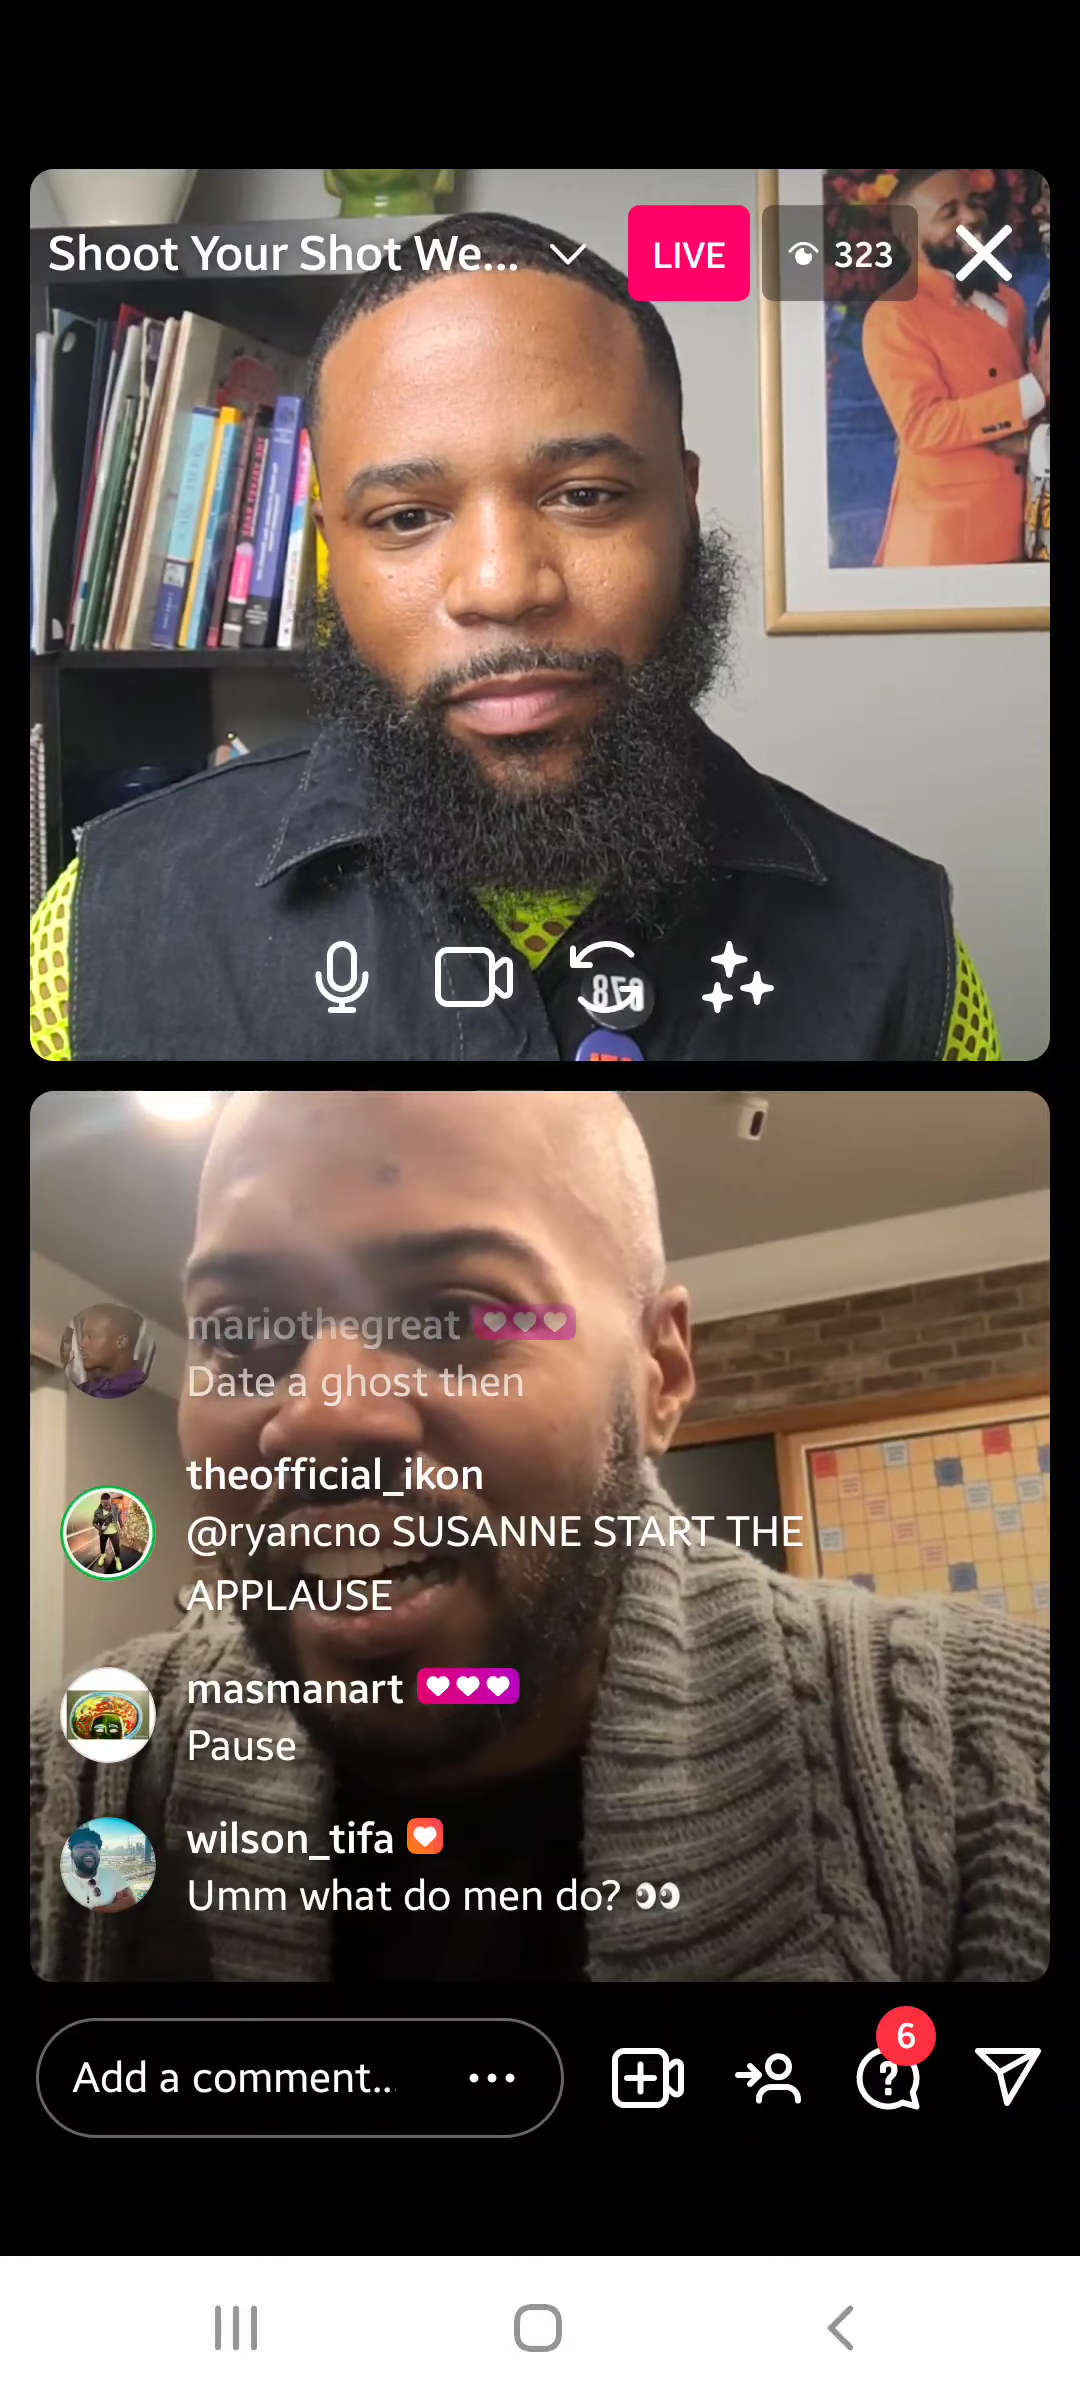 Shoot Your Shot We...
LIVE
323
678
mariothegreat
Date a ghost then
theofficial_ikon
@ryancno SUSANNE START THE
APPLAUSE
masmanart
Pause
wilson_tifa
Umm what do men do? 👀
6
Add a comment...